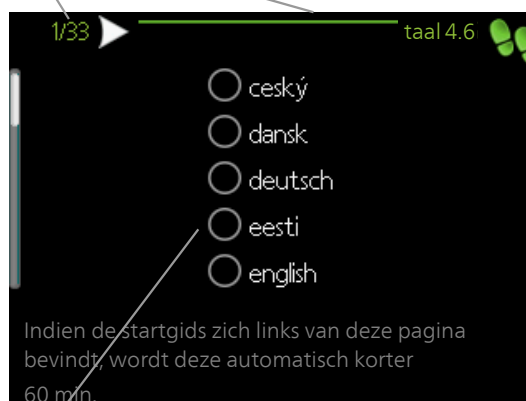 1/33
taal 4.6
ceský
dansk
deutsch
eesti
english
Indien de startgids zich links van deze pagina
bevindt, wordt deze automatisch korter
60 min.